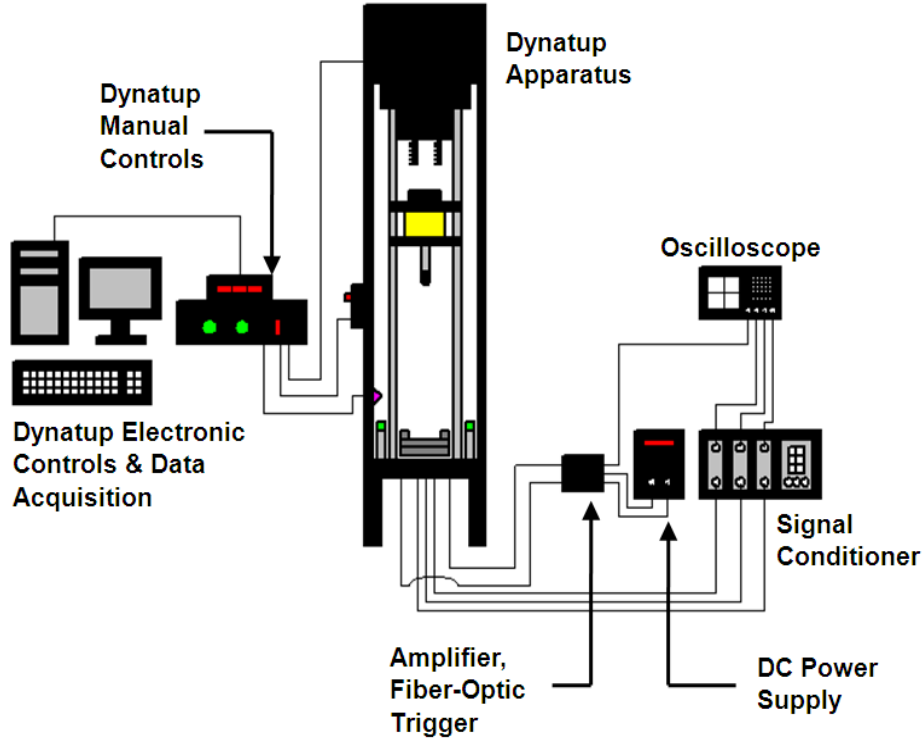 Dynatup
Apparatus
Dynatup
Manual
Controls
Oscilloscope
Dynatup Electronic
Controls & Data
Acquisition
Signal
Conditioner
Amplifier,
Fiber-Optic
Trigger
DC Power
Supply